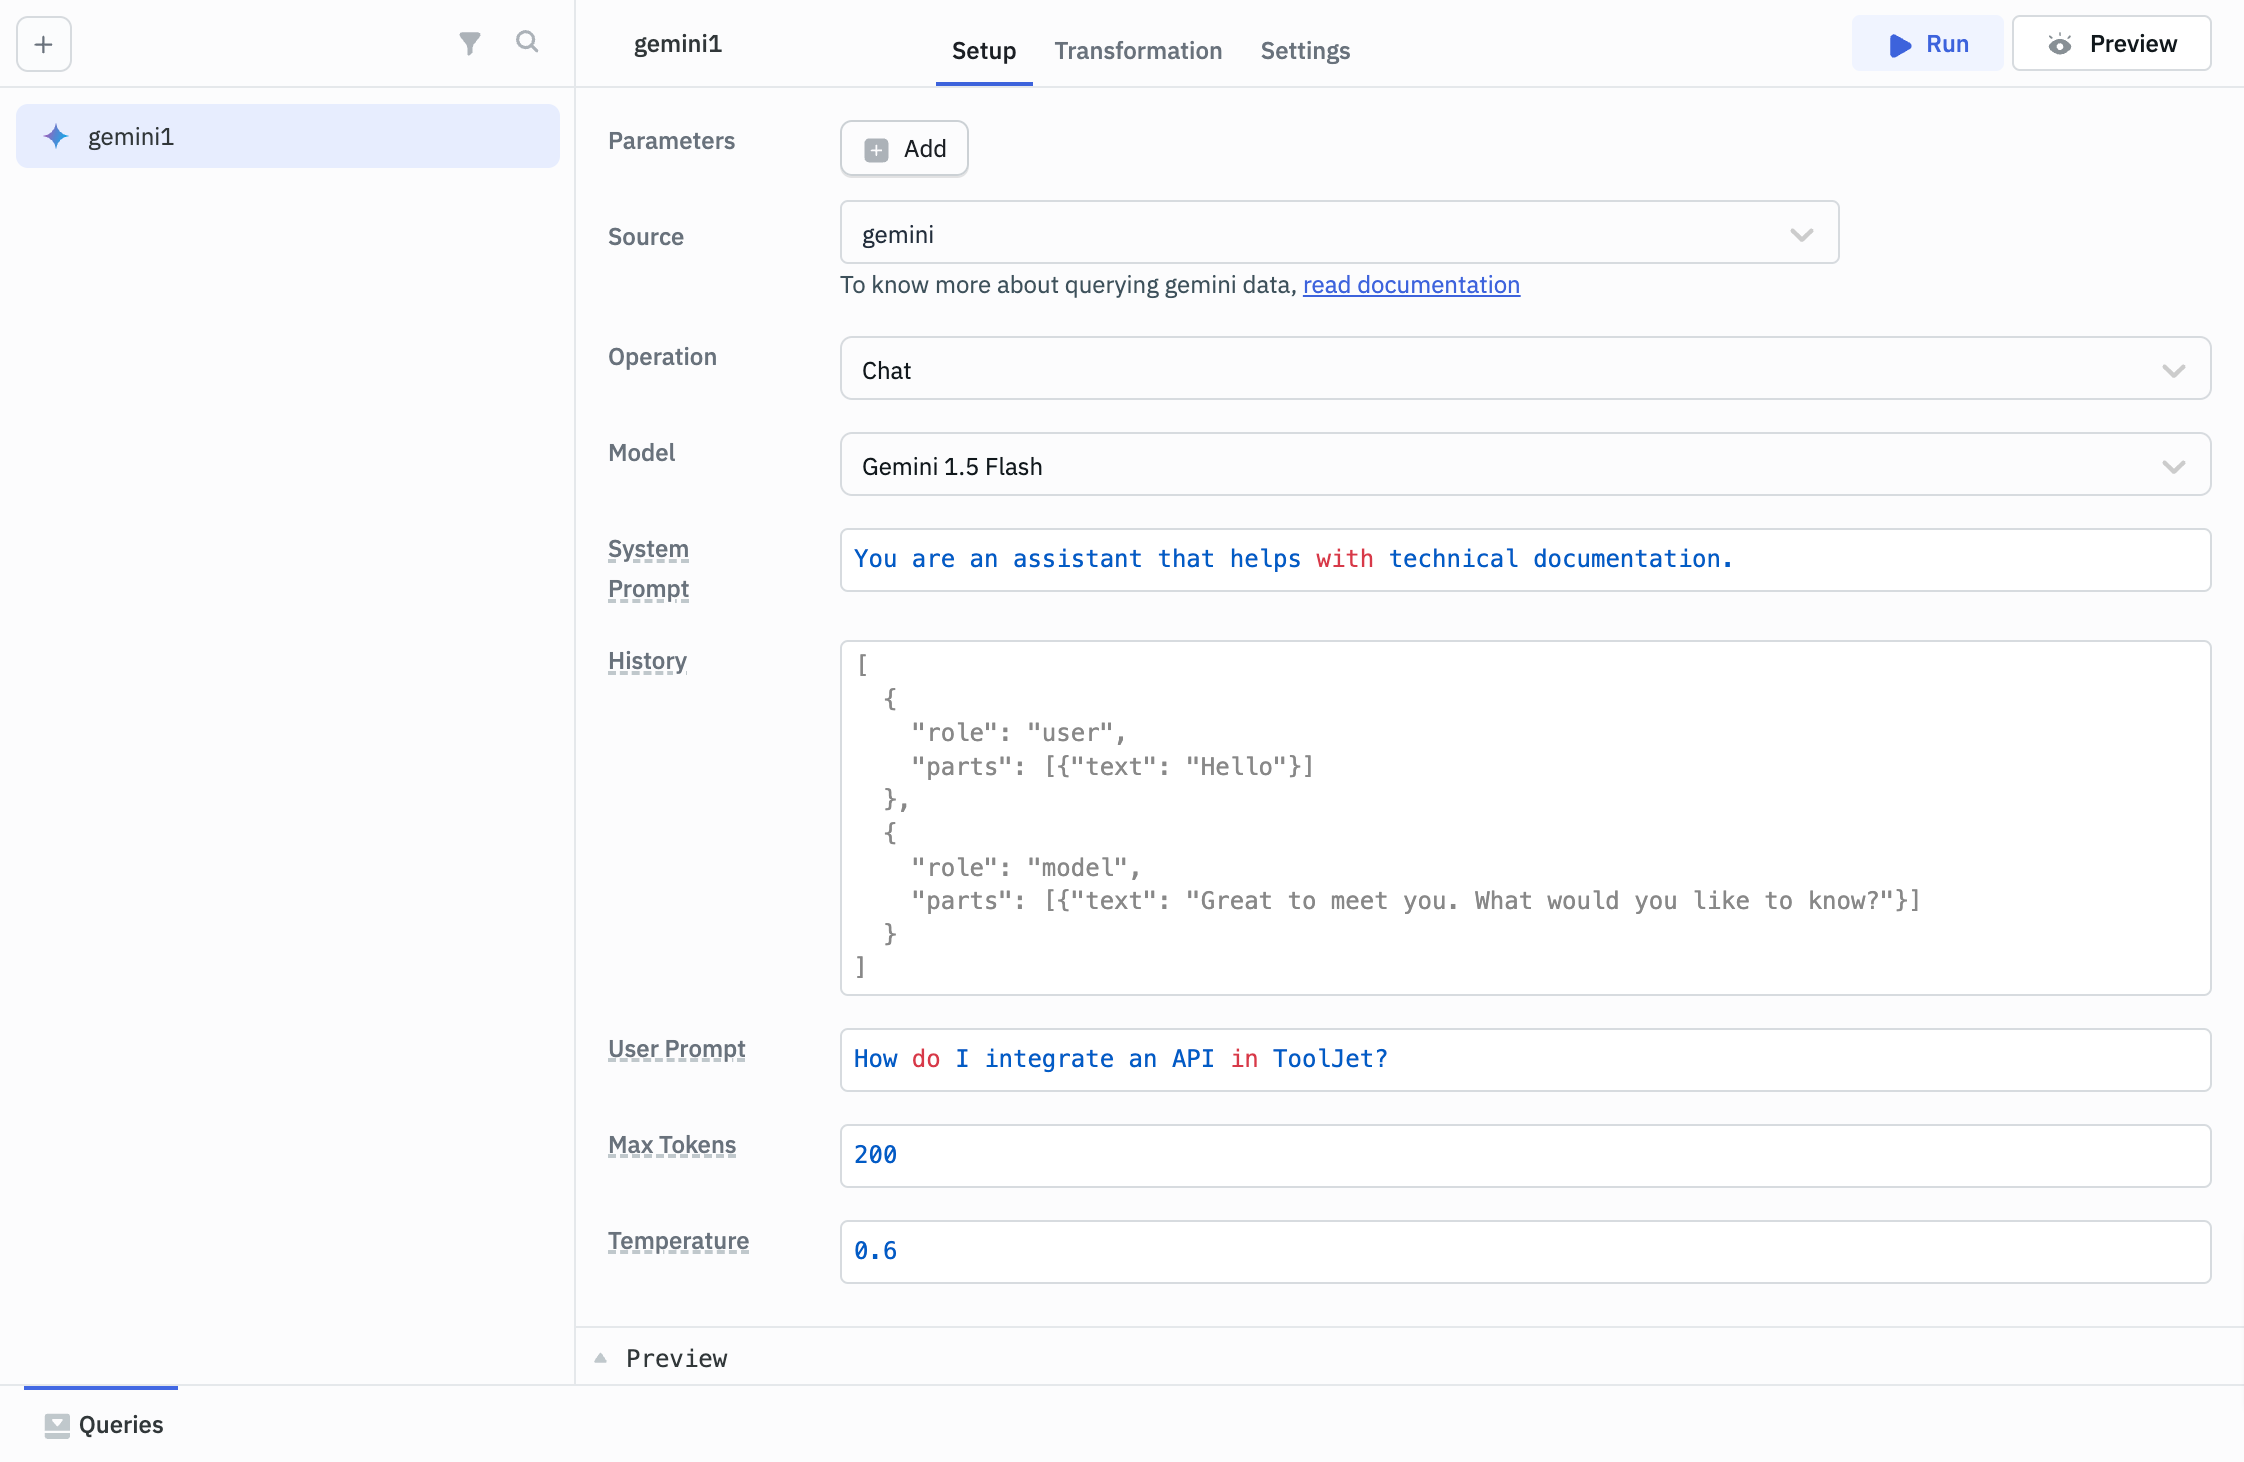 gemini1
Setup
Transformation
Settings
Run
Preview
gemini1
Parameters
Add
Source
gemini
To know more about querying gemini data, read documentation
Operation
Chat
Model
Gemini 1.5 Flash
System
Prompt
You are an assistant that helps with technical documentation.
History
[
  {
    "role": "user",
    "parts": [{"text": "Hello"}]
  },
  {
    "role": "model",
    "parts": [{"text": "Great to meet you. What would you like to know?"}]
  }
]
User Prompt
How do I integrate an API in ToolJet?
Max Tokens
200
Temperature
0.6
Preview
Queries